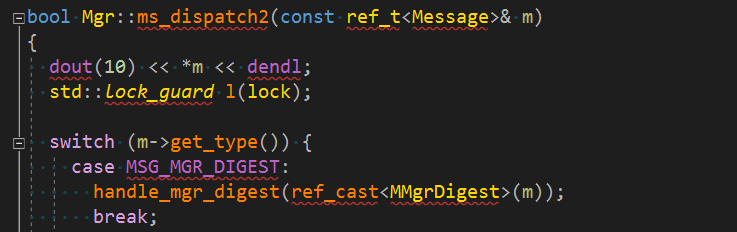 bool Mgr::ms_dispatch2(const ref_t<Message>& m)
{
  dout(10) << *m << dendl;
  std::Lock_guard l(lock);

  switch (m->get_type()) {
    case MSG_MGR_DIGEST:
      handle_mgr_digest(ref_cast<MMgrDigest>(m));
      break;